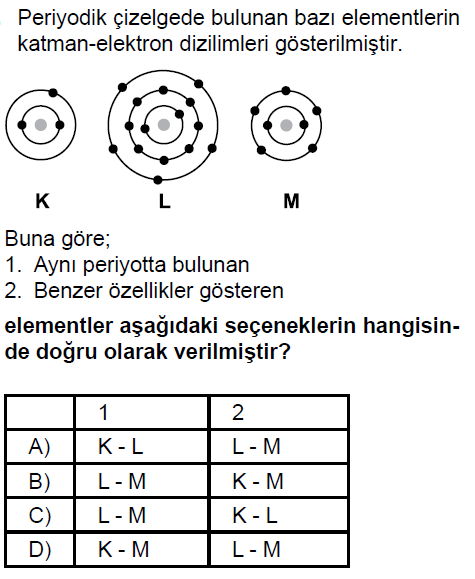 Periyodik çizelgede bulunan bazı elementlerin
katman-elektron dizilimleri gösterilmiştir.
K L M
Buna göre;
1. Aynı periyotta bulunan
2. Benzer özellikler gösteren
elementler aşağıdaki seçeneklerin hangisin-
de doğru olarak verilmiştir?
1 2
A) K - L L - M
B) L - M K - M
C) L - M K - L
D) K - M L - M